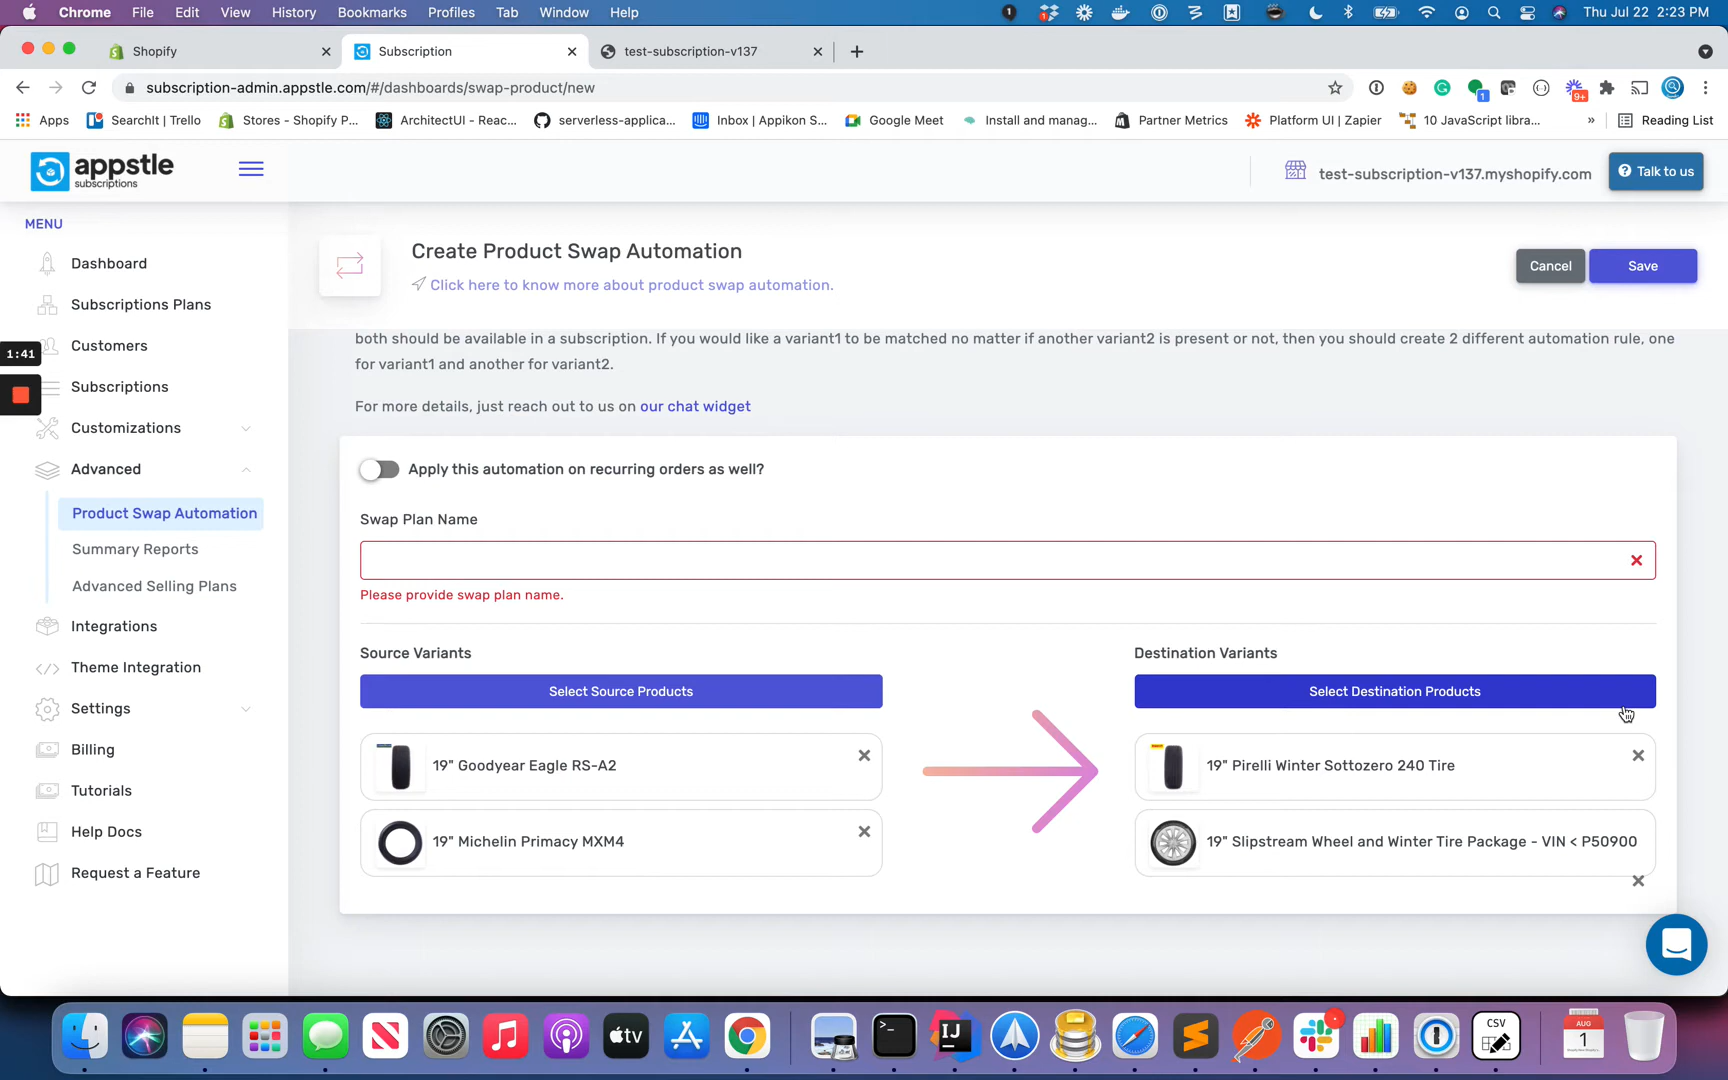 Chrome File Edit View History Bookmarks Profiles Tab Window Help
Thu Jul 22 2:23 PM
Shopify
Subscription
test-subscription-v137
subscription-admin.appstle.com/#/dashboards/swap-product/new
Apps
SearchIt | Trello
Stores - Shopify P...
ArchitectUI - Reac...
serverless-applica...
Inbox | Appikon S...
Google Meet
Install and manag...
Partner Metrics
Platform UI | Zapier
10 JavaScript libra...
»
Reading List
appstle
subscriptions
test-subscription-v137.myshopify.com
Talk to us
MENU
Dashboard
Subscriptions Plans
Customers
1:41
Subscriptions
Customizations
Advanced
Product Swap Automation
Summary Reports
Advanced Selling Plans
Integrations
Theme Integration
Settings
Billing
Tutorials
Help Docs
Request a Feature
Create Product Swap Automation
Click here to know more about product swap automation.
Cancel
Save
both should be available in a subscription. If you would like a variant1 to be matched no matter if another variant2 is present or not, then you should create 2 different automation rule, one
for variant1 and another for variant2.
For more details, just reach out to us on our chat widget
Apply this automation on recurring orders as well?
Swap Plan Name
Please provide swap plan name.
Source Variants
Select Source Products
19" Goodyear Eagle RS-A2
19" Michelin Primacy MXM4
Destination Variants
Select Destination Products
19" Pirelli Winter Sottozero 240 Tire
19" Slipstream Wheel and Winter Tire Package - VIN < P50900
9+
1
1
1
tv
IJ
CSV
AUG
1